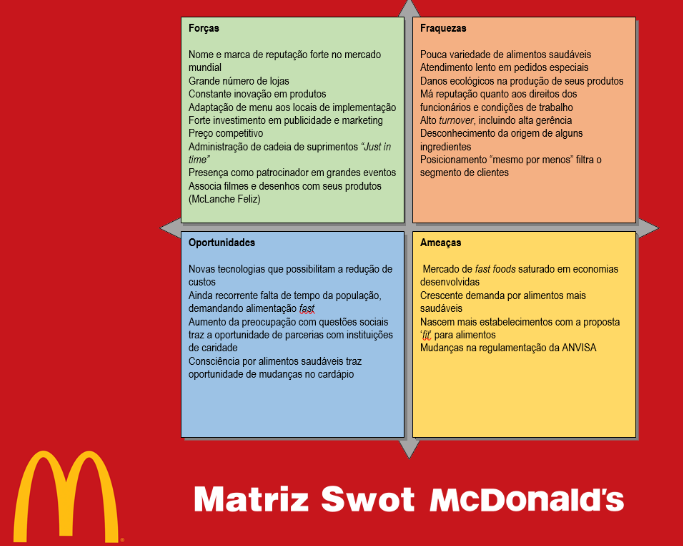 Forças
Nome e marca de reputação forte no mercado
mundial
Grande número de lojas
Constante inovação em produtos
Adaptação de menu aos locais de implementação
Forte investimento em publicidade e marketing
Preço competitivo
Administração de cadeia de suprimentos “Just in
time”
Presença como patrocinador em grandes eventos
Associa filmes e desenhos com seus produtos
(McLanche Feliz)
Fraquezas
Pouca variedade de alimentos saudáveis
Atendimento lento em pedidos especiais
Danos ecológicos na produção de seus produtos
Má reputação quanto aos direitos dos
funcionários e condições de trabalho
Alto turnover, incluindo alta gerência
Desconhecimento da origem de alguns
ingredientes
Posicionamento “mesmo por menos” filtra o
segmento de clientes
Oportunidades
Novas tecnologias que possibilitam a redução de
custos
Ainda recorrente falta de tempo da população,
demandando alimentação fast
Aumento da preocupação com questões sociais
traz a oportunidade de parcerias com instituições
de caridade
Consciência por alimentos saudáveis traz
oportunidade de mudanças no cardápio
Ameaças
Mercado de fast foods saturado em economias
desenvolvidas
Crescente demanda por alimentos mais
saudáveis
Nascem mais estabelecimentos com a proposta
‘fit’ para alimentos
Mudanças na regulamentação da ANVISA
Matriz Swot McDonald's